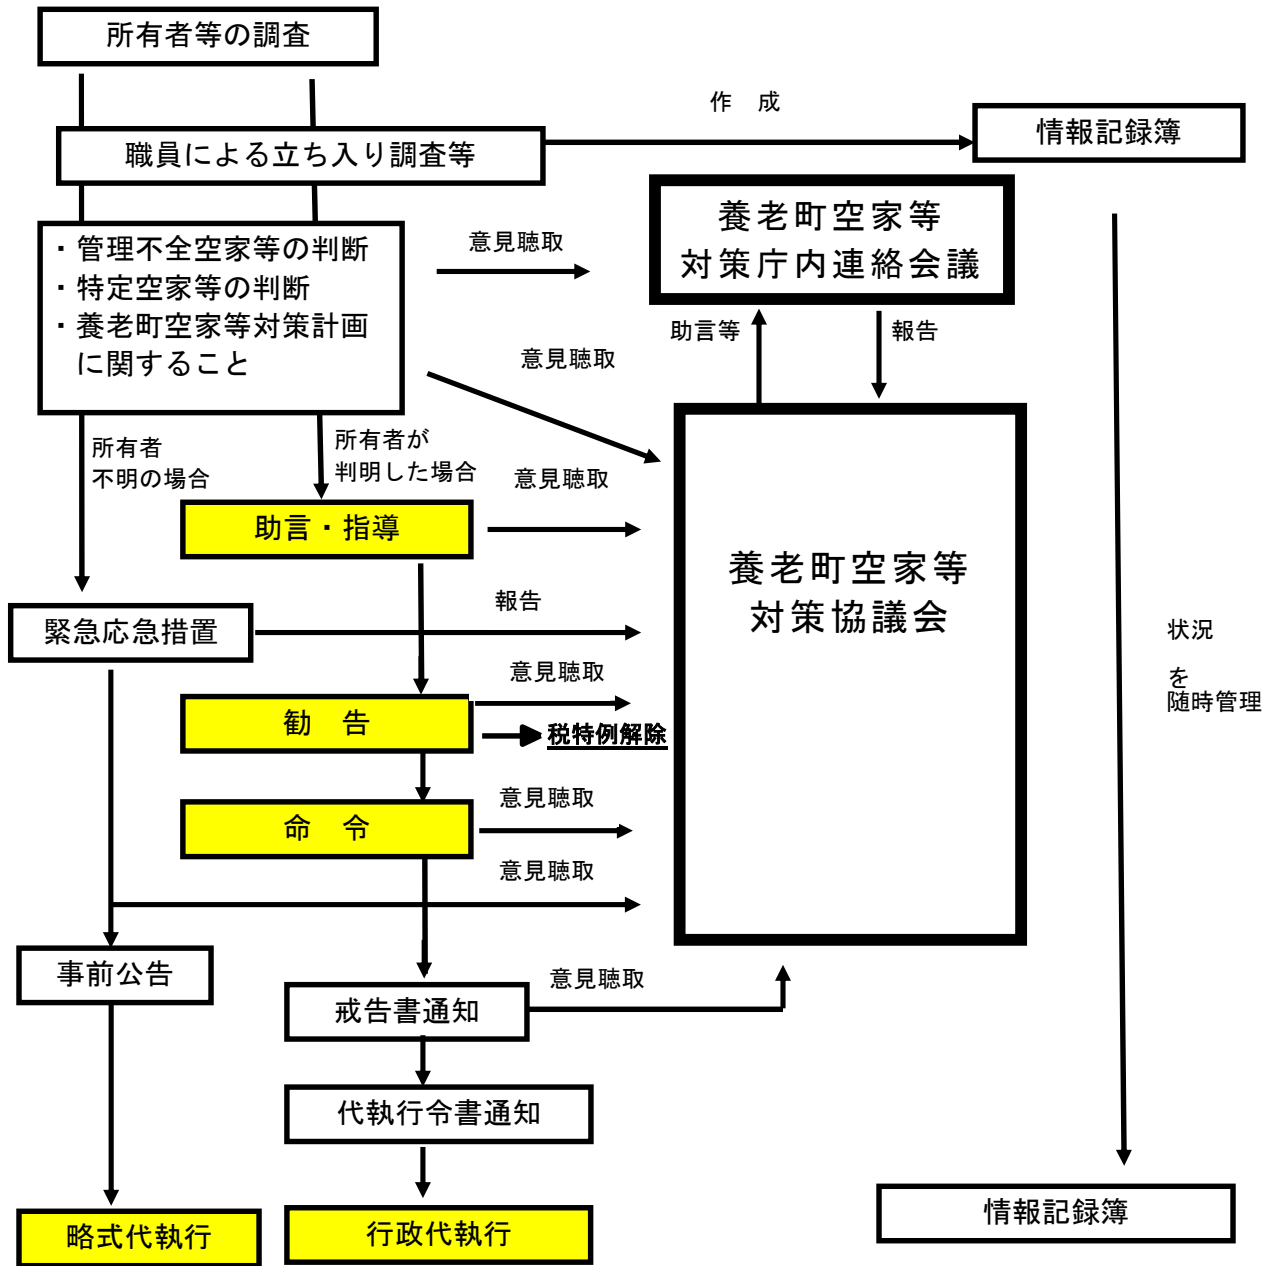 所有者等の調査
作　成
情報記録簿
職員による立ち入り調査等
養老町空家等
対策庁内連絡会議
・管理不全空家等の判断
・特定空家等の判断
・養老町空家等対策計画
に関すること
意見聴取
助言等
報告
意見聴取
所有者
不明の場合
所有者が
判明した場合
意見聴取
助言・指導
養老町空家等
対策協議会
緊急応急措置
報告
状況
を
随時管理
意見聴取
勧　告
税特例解除
命　令
意見聴取
意見聴取
事前公告
戒告書通知
意見聴取
代執行令書通知
略式代執行
行政代執行
情報記録簿